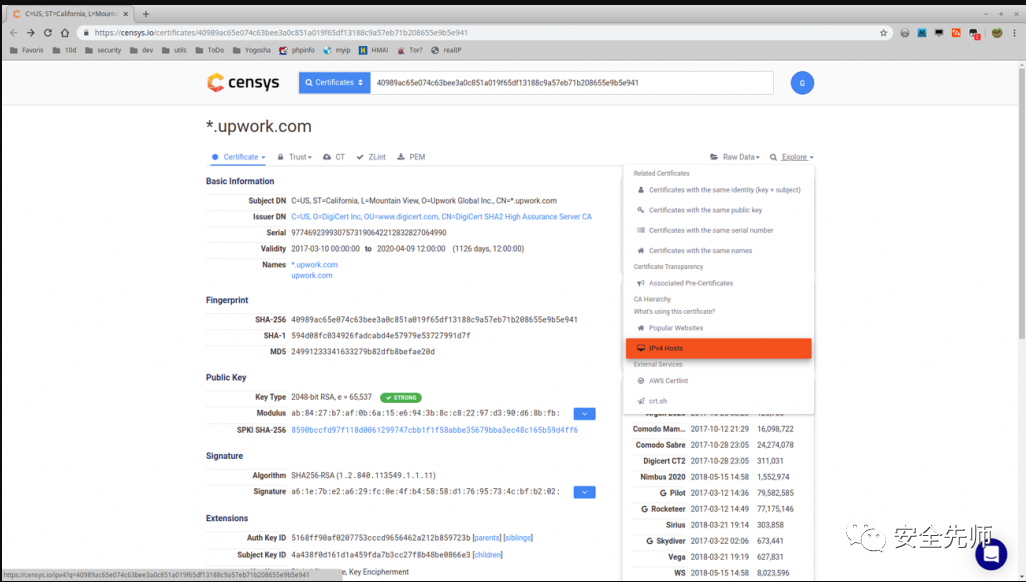 C=US, ST=California, L=Mount
https://censys.io/certificates/40989ac65e074c63bee3a0c851a019f65df13188c9a57eb71b208655e9b5e941
Favoris 10d security dev utils ToDo Yogosha phpinfo myip HMA! Tor? realIP
censys Certificates 40989ac65e074c63bee3a0c851a019f65df13188c9a57eb71b208655e9b5e941 G
*.upwork.com
Certificate Trust CT ZLint PEM Raw Data Explore
Basic Information
Subject DN C=US, ST=California, L=Mountain View, O=Upwork Global Inc., CN=*.upwork.com
Issuer DN C=US, O=DigiCert Inc, OU=www.digicert.com, CN=DigiCert SHA2 High Assurance Server CA
Serial 9774692399307573190642212832827064990
Validity 2017-03-10 00:00:00 to 2020-04-09 12:00:00 (1126 days, 12:00:00)
Names *.upwork.com
upwork.com
Fingerprint
SHA-256 40989ac65e074c63bee3a0c851a019f65df13188c9a57eb71b208655e9b5e941
SHA-1 594d08fc034926fadcabd4e57979e53727991d7f
MD5 24991233341633279b82dfb8befae20d
Public Key
Key Type 2048-bit RSA, e = 65,537 STRONG
Modulus ab:84:27:b7:af:0b:6a:15:e6:94:3b:8c:c8:22:97:d3:90:d6:8b:fb:
SPKI SHA-256 8590bccfd97f118d0061299747cbb1f1f58abbe35679bba3ec48c165b59d4ff6
Signature
Algorithm SHA256-RSA (1.2.840.113549.1.1.11)
Signature a6:1e:7b:e2:a6:29:fc:0e:4f:b4:58:58:d1:76:95:73:4c:bf:b2:02:
Extensions
Auth Key ID 5168ff90af0207753cccd9656462a212b859723b [parents] [siblings]
Subject Key ID 4a438f0d161d1a459fda7b3cc27f8b48be0866e3 [children]
Key Encipherment
Related Certificates
Certificates with the same identity (key + subject)
Certificates with the same public key
Certificates with the same serial number
Certificates with the same names
Certificate Transparency
Associated Pre-Certificates
CA Hierarchy
What's using this certificate?
Popular Websites
IPv4 Hosts
External Services
AWS Certlint
crt.sh
Comodo Mam... 2017-10-12 21:29 16,098,722
Comodo Sabre 2017-10-28 23:05 24,274,078
Digicert CT2 2017-10-28 23:05 311,031
Nimbus 2020 2018-05-15 14:58 1,552,974
G Pilot 2017-03-12 14:36 79,582,585
G Rocketeer 2017-03-12 14:49 77,175,146
Sirius 2018-03-21 19:14 303,858
G Skydiver 2017-03-22 02:06 673,441
Vega 2018-03-21 19:19 627,831
WS 2018-05-15 14:58 8,023,596
安全先师
https://censys.io/ipv4?q=40989ac65e074c63bee3a0c851a019f65df13188c9a57eb71b208655e9b5e941